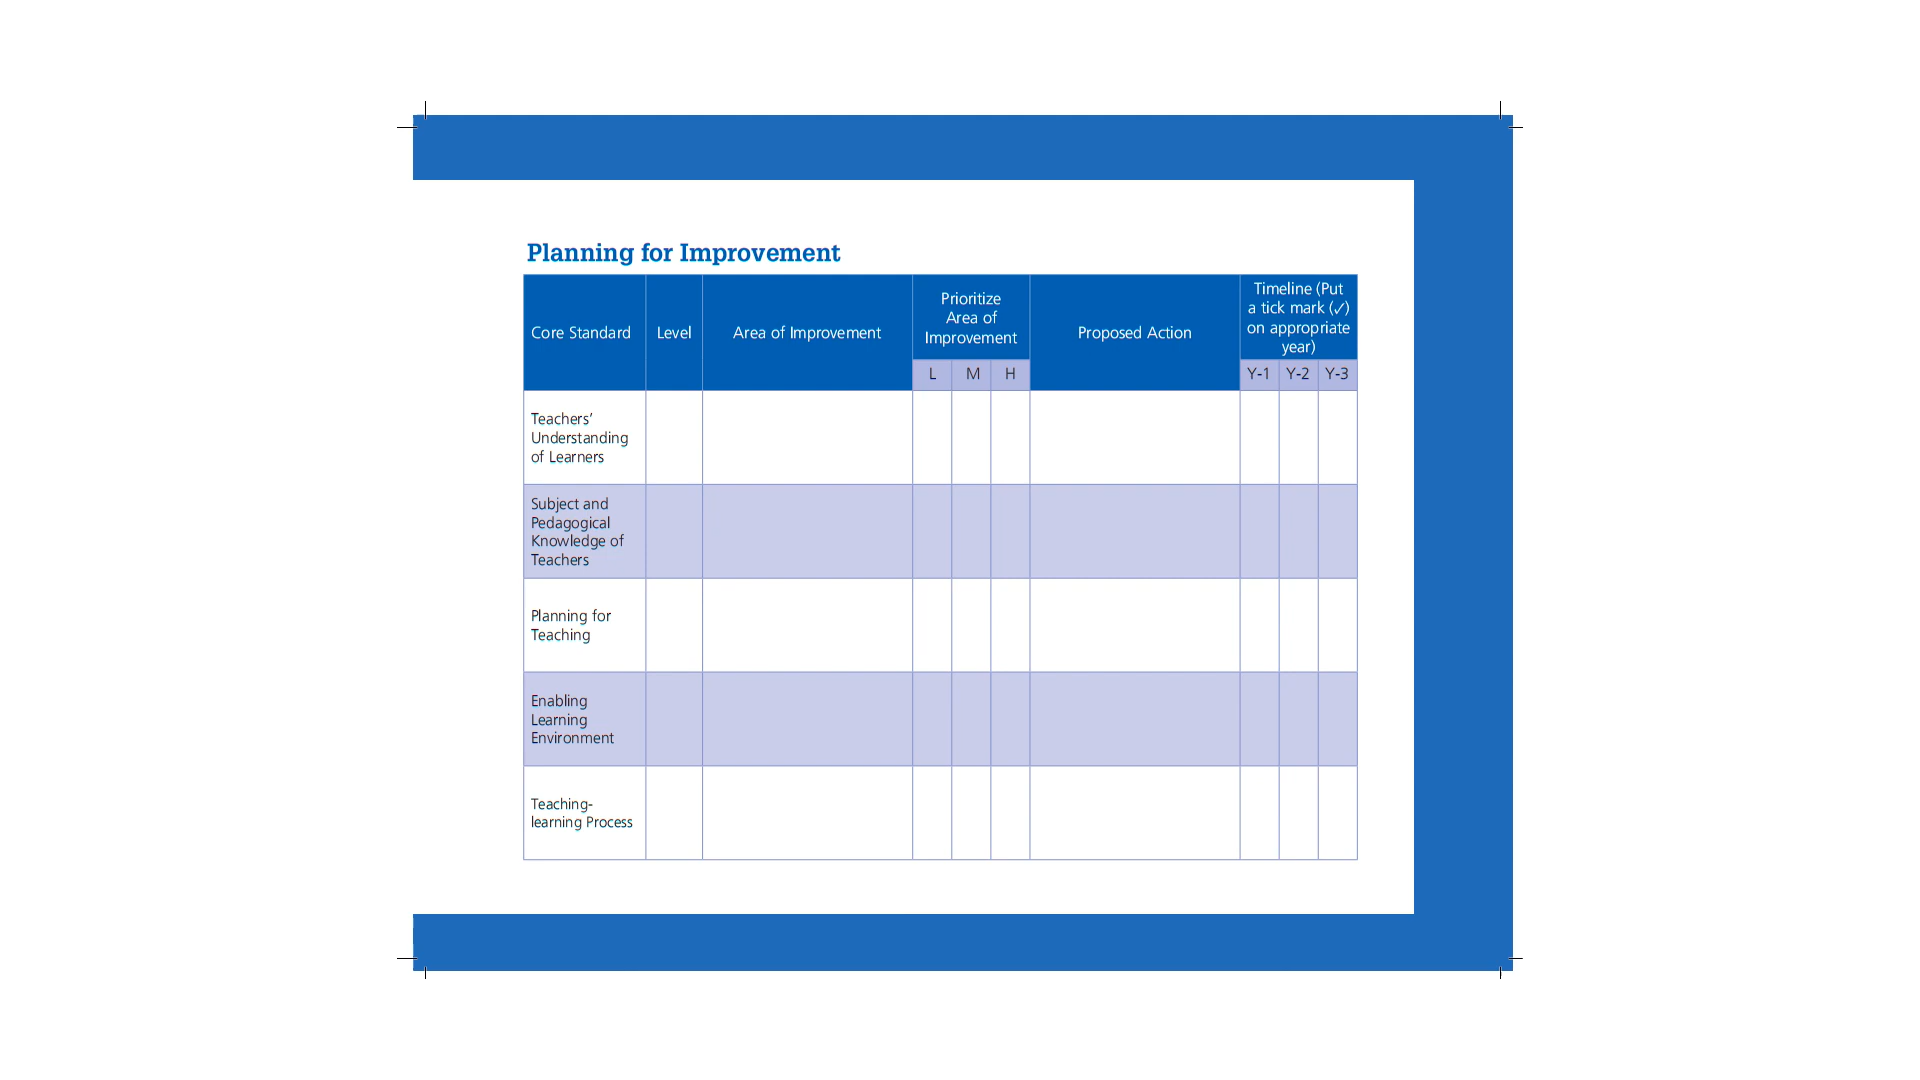 Planning for Improvement
Core Standard
Level
Area of Improvement
Prioritize
Area of
Improvement
Proposed Action
Timeline (Put
a tick mark (✓)
on appropriate
year)
L M H
Y-1 Y-2 Y-3
Teachers’
Understanding
of Learners
Subject and
Pedagogical
Knowledge of
Teachers
Planning for
Teaching
Enabling
Learning
Environment
Teaching-
learning Process